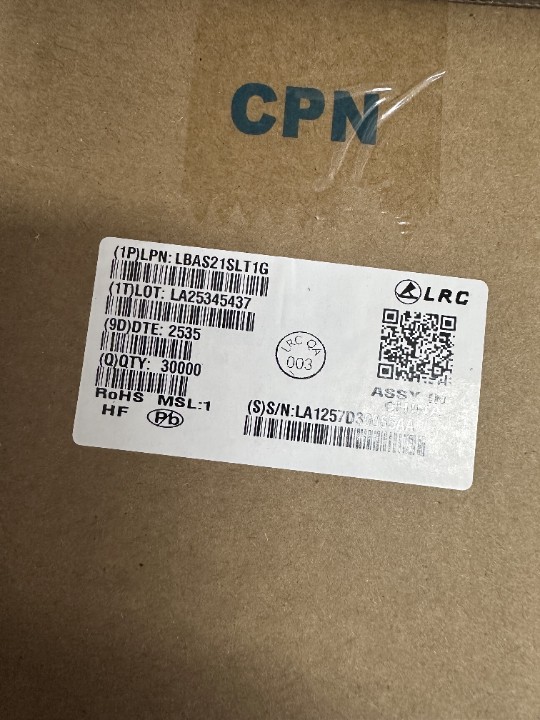 CPN
(1P)LPN: LBAS21SLT1G
(1T)LOT: LA25345437
(9D)DTE: 2535
(Q)QTY: 30000
RoHS MSL:1
HF Pb
LRC QA
003
LRC
ASSY IN